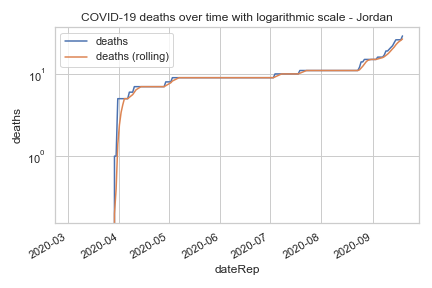 COVID-19 deaths over time with logarithmic scale - Jordan
deaths
deaths (rolling)
10¹
10⁰
deaths
2020-03
2020-04
2020-05
2020-06
2020-07
2020-08
2020-09
dateRep